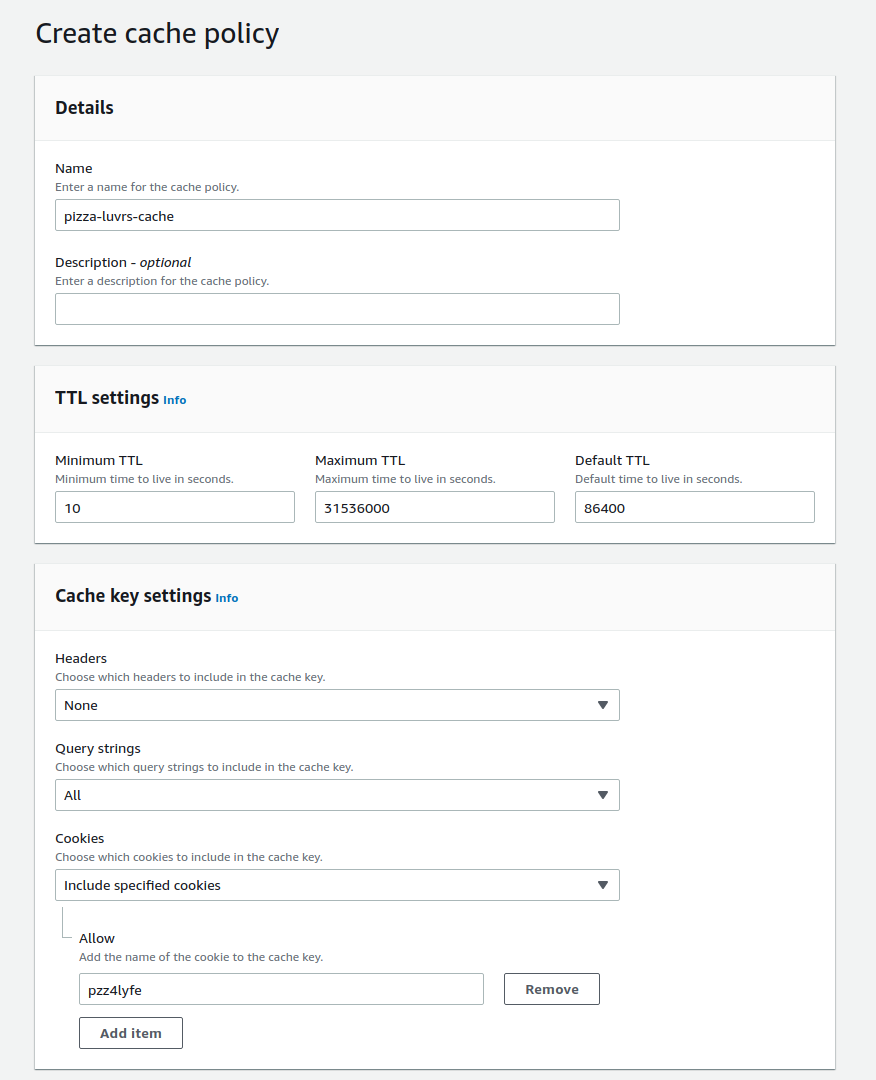 Create cache policy
Details
Name
Enter a name for the cache policy.
pizza-luvrs-cache
Description - optional
Enter a description for the cache policy.
TTL settings Info
Minimum TTL Maximum TTL Default TTL
Minimum time to live in seconds. Maximum time to live in seconds. Default time to live in seconds.
10 31536000 86400
Cache key settings Info
Headers
Choose which headers to include in the cache key.
None
Query strings
Choose which query strings to include in the cache key.
All
Cookies
Choose which cookies to include in the cache key.
Include specified cookies
Allow
Add the name of the cookie to the cache key.
pzz4lyfe Remove
Add item